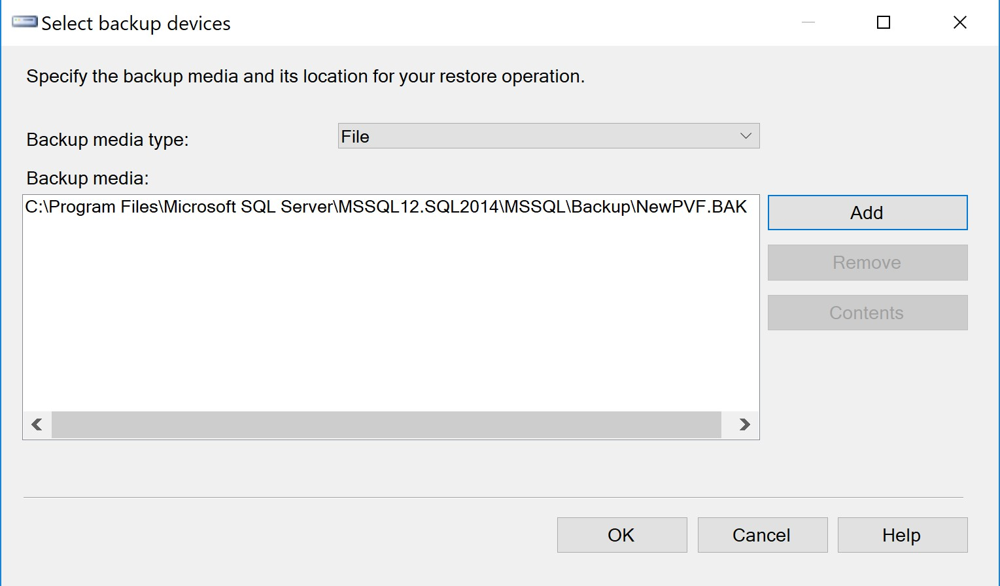 Select backup devices
Specify the backup media and its location for your restore operation.
Backup media type:
File
Backup media:
C:\Program Files\Microsoft SQL Server\MSSQL12.SQL2014\MSSQL\Backup\NewPVF.BAK
Add
Remove
Contents
OK
Cancel
Help